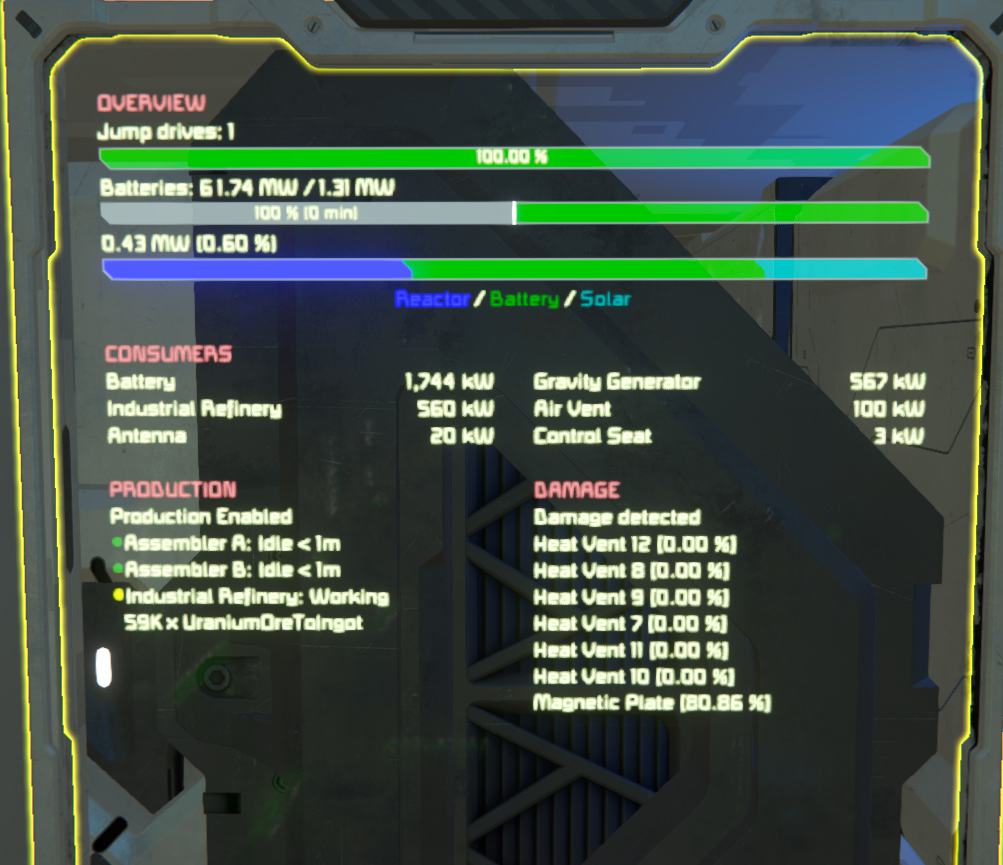 OVERVIEW
Jump drives: 1
100.00 %
Batteries: 61.74 MW / 1.31 MW
100 % (0 min)
0.43 MW (0.60 %)
Reactor / Battery / Solar
CONSUMERS
Battery 1,744 kW Gravity Generator 567 kW
Industrial Refinery 560 kW Air Vent 100 kW
Antenna 20 kW Control Seat 3 kW
PRODUCTION
Production Enabled
Assembler A: Idle < 1m
Assembler B: Idle < 1m
Industrial Refinery: Working
59K x UraniumOreToIngot
DAMAGE
Damage detected
Heat Vent 12 (0.00 %)
Heat Vent 8 (0.00 %)
Heat Vent 9 (0.00 %)
Heat Vent 7 (0.00 %)
Heat Vent 11 (0.00 %)
Heat Vent 10 (0.00 %)
Magnetic Plate (80.86 %)